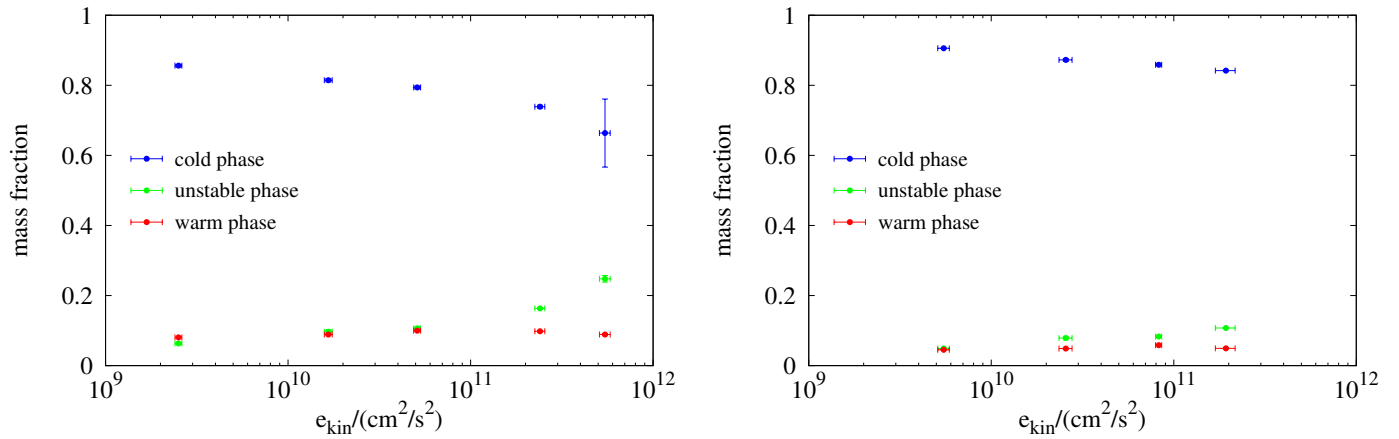 1
0.8
0.6
0.4
0.2
0
mass fraction
cold phase
unstable phase
warm phase
10^9
10^10
10^11
10^12
e_kin/(cm^2/s^2)
1
0.8
0.6
0.4
0.2
0
mass fraction
cold phase
unstable phase
warm phase
10^9
10^10
10^11
10^12
e_kin/(cm^2/s^2)